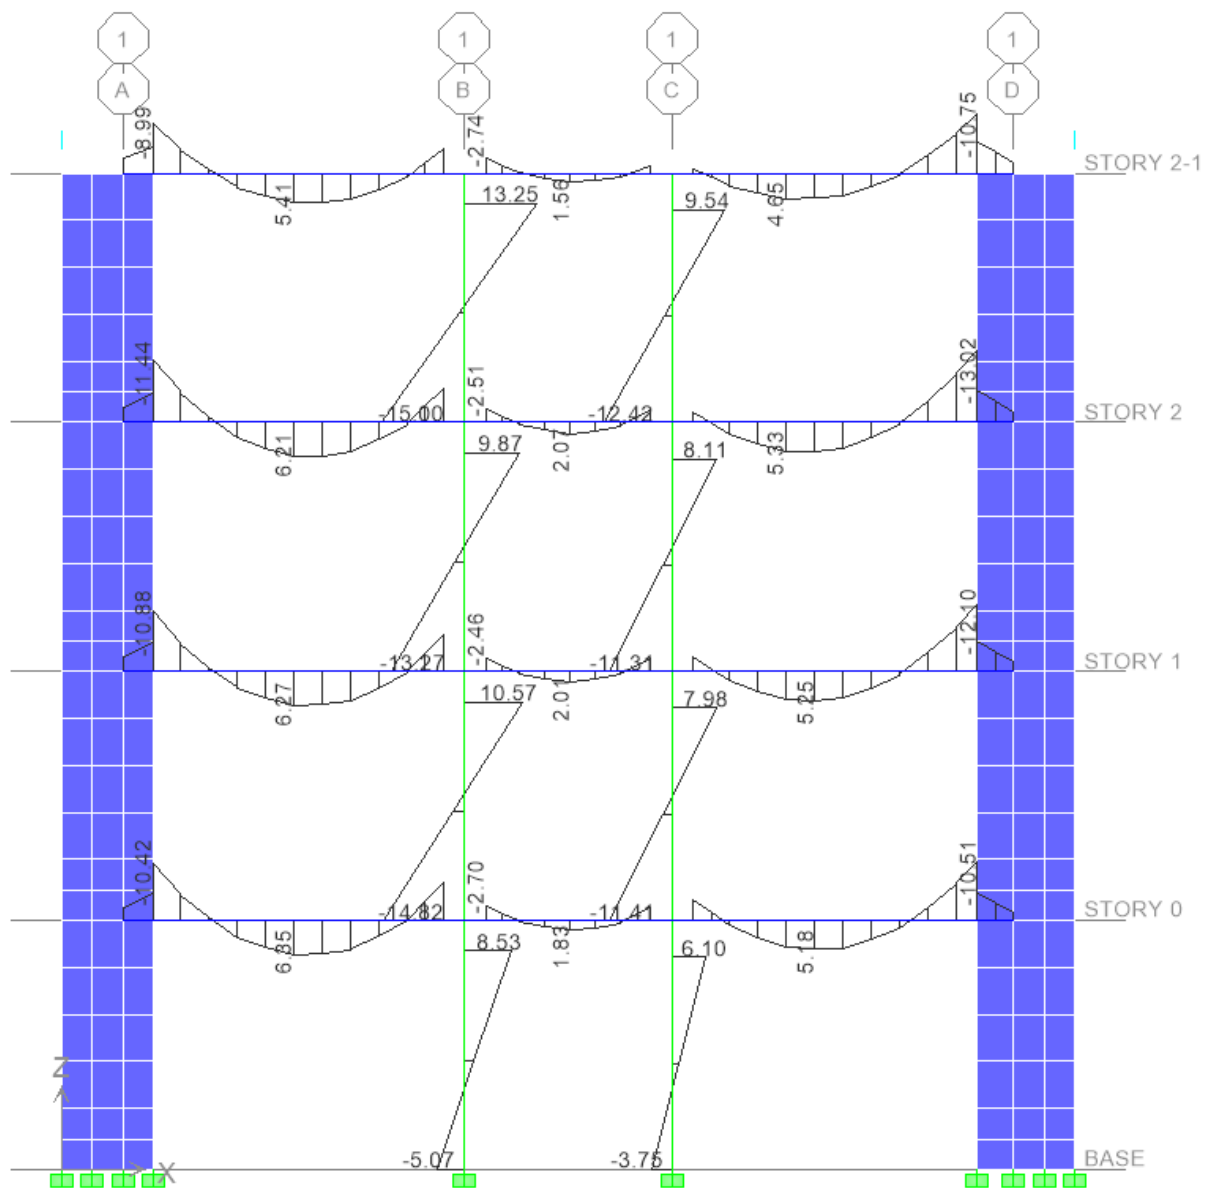 1 1 1 1
A B C D
-8.99 -2.74 -10.75
STORY 2-1
5.41 13.25 1.56 9.54 4.65
-11.44 -2.51 -13.02
-15.00 -12.42 STORY 2
6.21 9.87 2.07 8.11 5.33
-10.88 -2.46 -12.10
-13.27 -11.31 STORY 1
6.27 10.57 2.01 7.98 5.25
-10.42 -2.70 -10.51
-14.82 -11.41 STORY 0
6.35 8.53 1.83 6.10 5.18
Z
-5.07 -3.75 BASE
X